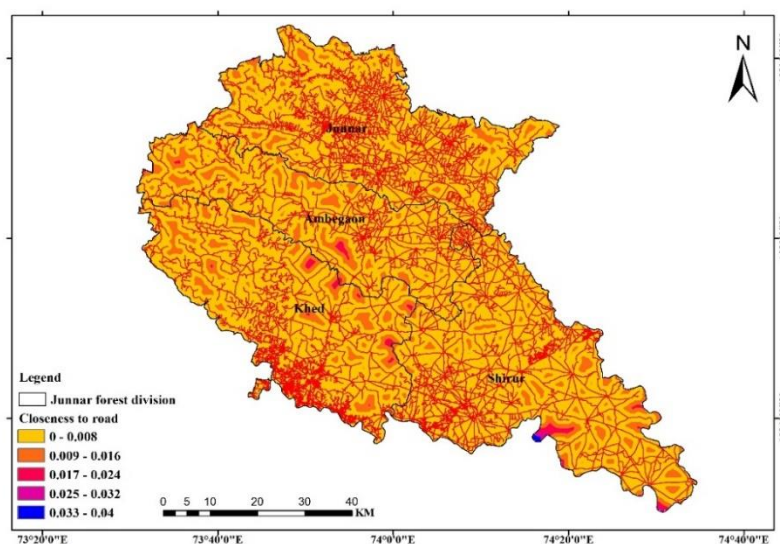 N
Junnar
Ambegaon
Khed
Shirur
Legend
Junnar forest division
Closeness to road
0 - 0.008
0.009 - 0.016
0.017 - 0.024
0.025 - 0.032
0.033 - 0.04
0 5 10 20 30 40
KM
73°20'0"E 73°40'0"E 74°0'0"E 74°20'0"E 74°40'0"E